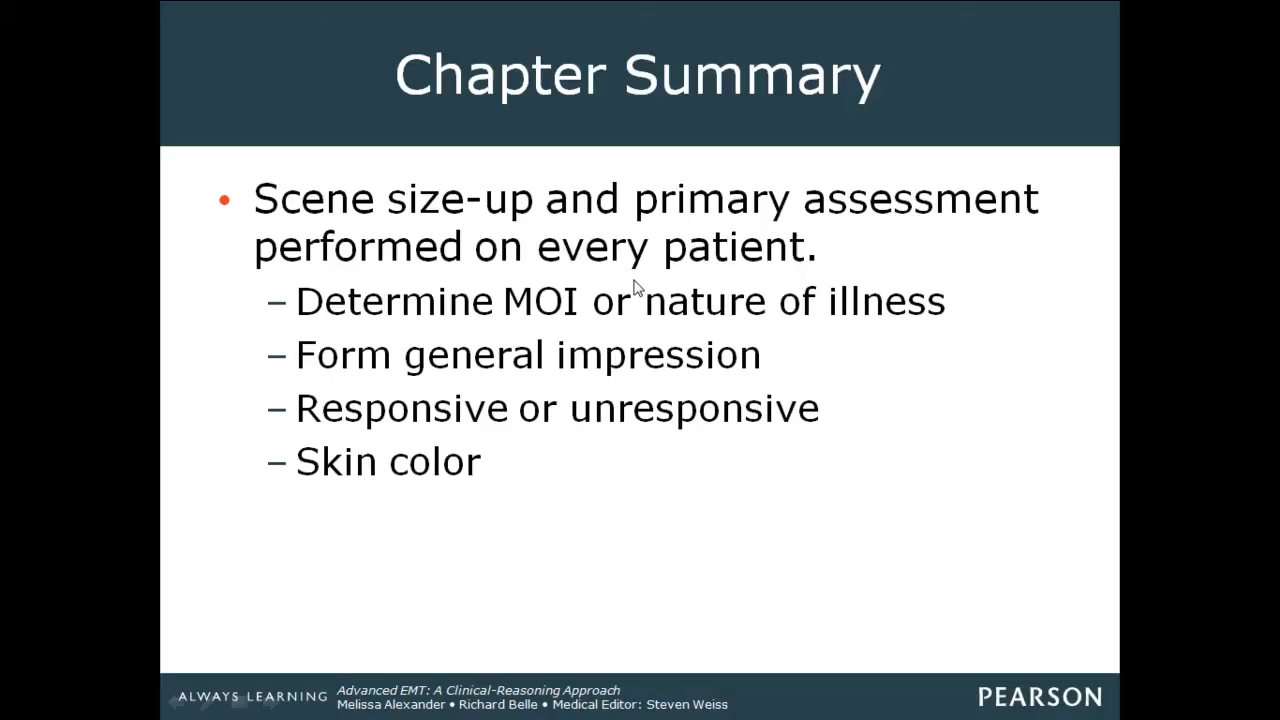 Chapter Summary
• Scene size-up and primary assessment
performed on every patient.
– Determine MOI or nature of illness
– Form general impression
– Responsive or unresponsive
– Skin color
ALWAYS LEARNING
Advanced EMT: A Clinical-Reasoning Approach
Melissa Alexander • Richard Belle • Medical Editor: Steven Weiss
PEARSON